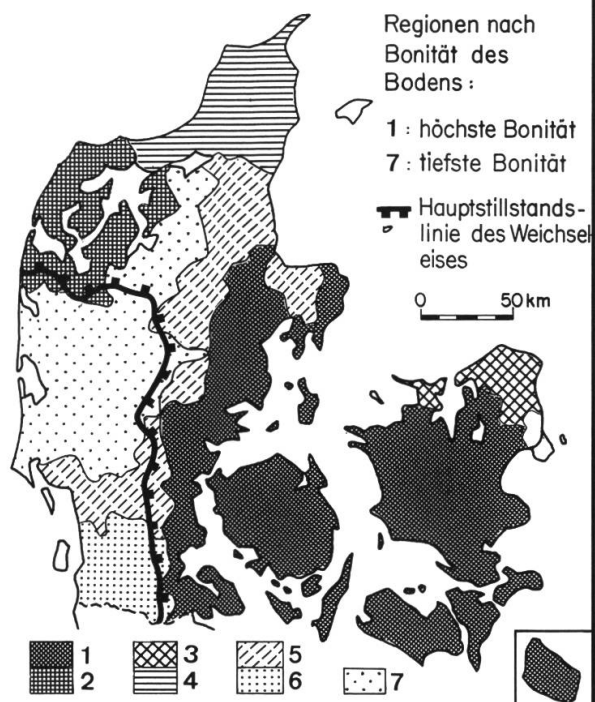 Regionen nach
Bonität des
Bodens :
1 : höchste Bonität
7 : tiefste Bonität
Hauptstillstands-
linie des Weichsel
eises
0 50 km
1 3 5
2 4 6 7